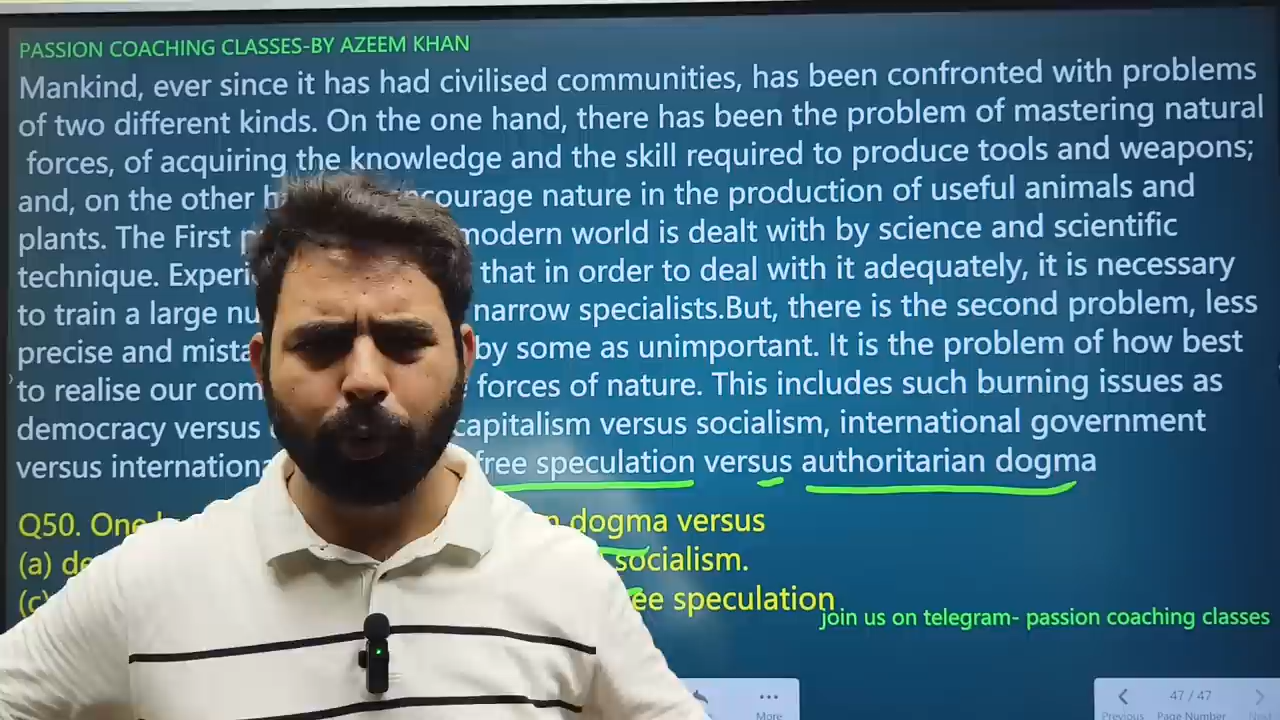 PASSION COACHING CLASSES-BY AZEEM KHAN
Mankind, ever since it has had civilised communities, has been confronted with problems
of two different kinds. On the one hand, there has been the problem of mastering natural
forces, of acquiring the knowledge and the skill required to produce tools and weapons;
and, on the other encourage nature in the production of useful animals and
plants. The First modern world is dealt with by science and scientific
technique. that in order to deal with it adequately, it is necessary
to train a large narrow specialists.But, there is the second problem, less
precise and by some as unimportant. It is the problem of how best
to realise our forces of nature. This includes such burning issues as
democracy versus capitalism versus socialism, international government
versus free speculation versus authoritarian dogma
Q50. One dogma versus
(a) socialism.
(c) speculation
join us on telegram- passion coaching classes
More
47 / 47
Previous Page Number